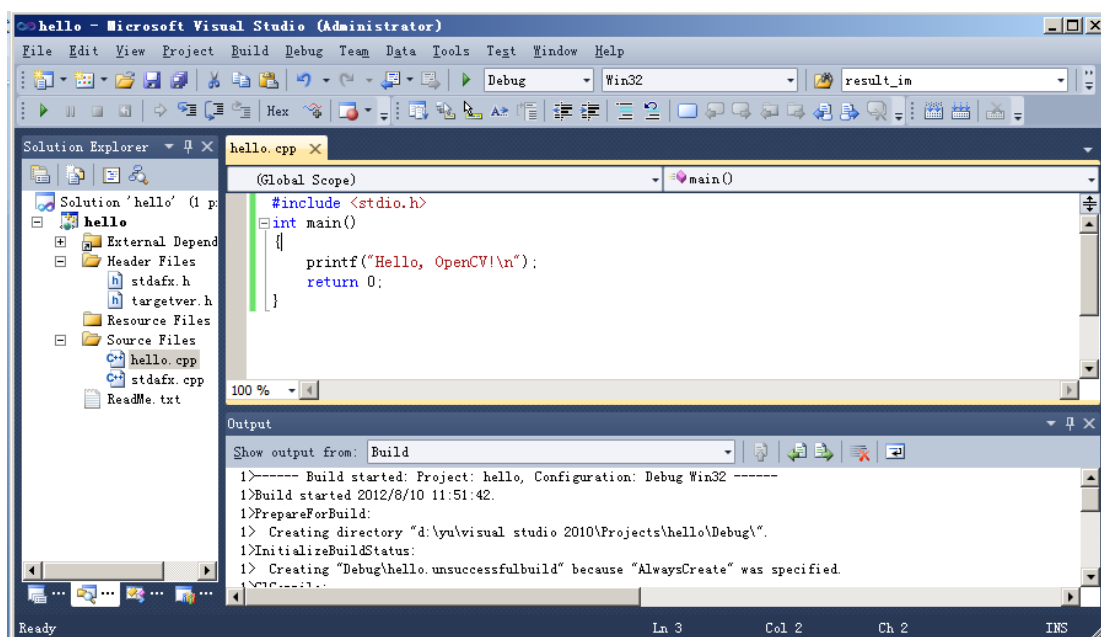 hello - Microsoft Visual Studio (Administrator)
File Edit View Project Build Debug Team Data Tools Test Window Help
Debug Win32 result_im
Hex
Solution Explorer
Solution 'hello' (1 p
hello
External Depend
Header Files
stdafx.h
targetver.h
Resource Files
Source Files
hello.cpp
stdafx.cpp
ReadMe.txt
hello.cpp
(Global Scope) main()
#include <stdio.h>
int main()
{
printf("Hello, OpenCV!\n");
return 0;
}
100 %
Output
Show output from: Build
1>------ Build started: Project: hello, Configuration: Debug Win32 ------
1>Build started 2012/8/10 11:51:42.
1>PrepareForBuild:
1> Creating directory "d:\yu\visual studio 2010\Projects\hello\Debug\".
1>InitializeBuildStatus:
1> Creating "Debug\hello.unsuccessfulbuild" because "AlwaysCreate" was specified.
Ready Ln 3 Col 2 Ch 2 INS